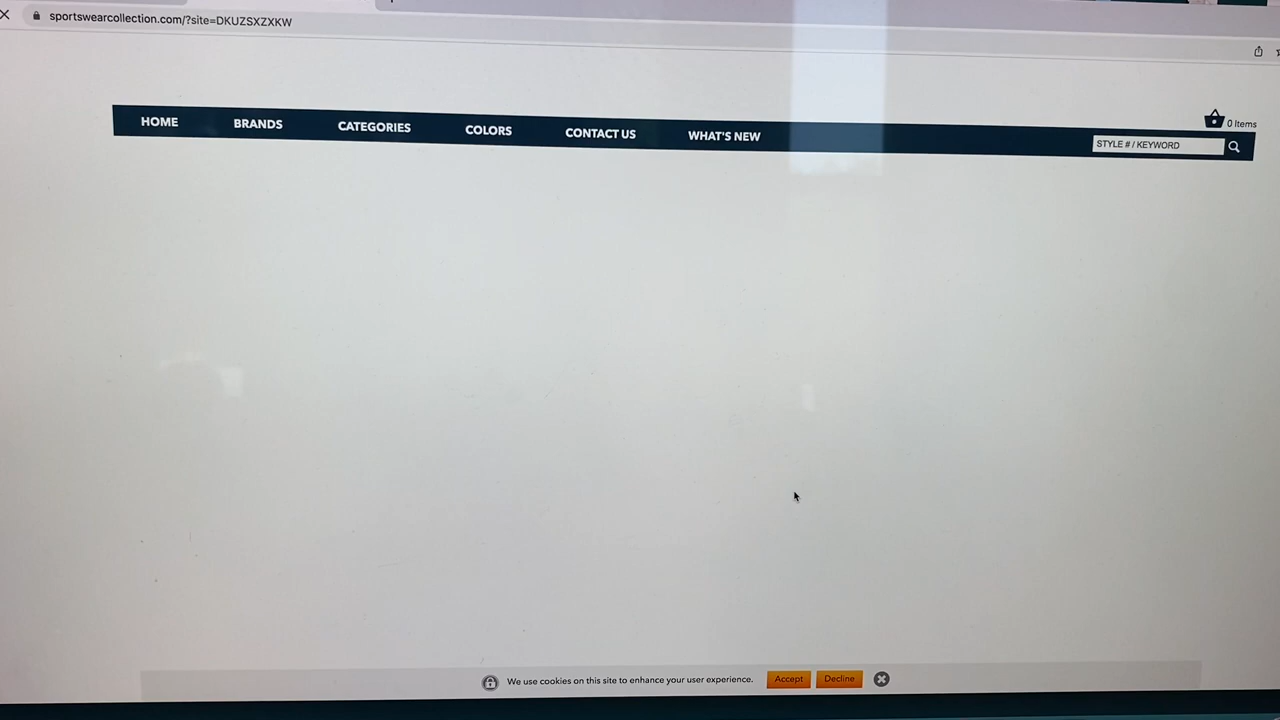 sportswearcollection.com/?site=DKUZSXZXKW
0 Items
HOME BRANDS CATEGORIES COLORS CONTACT US WHAT'S NEW
STYLE # / KEYWORD
We use cookies on this site to enhance your user experience. Accept Decline